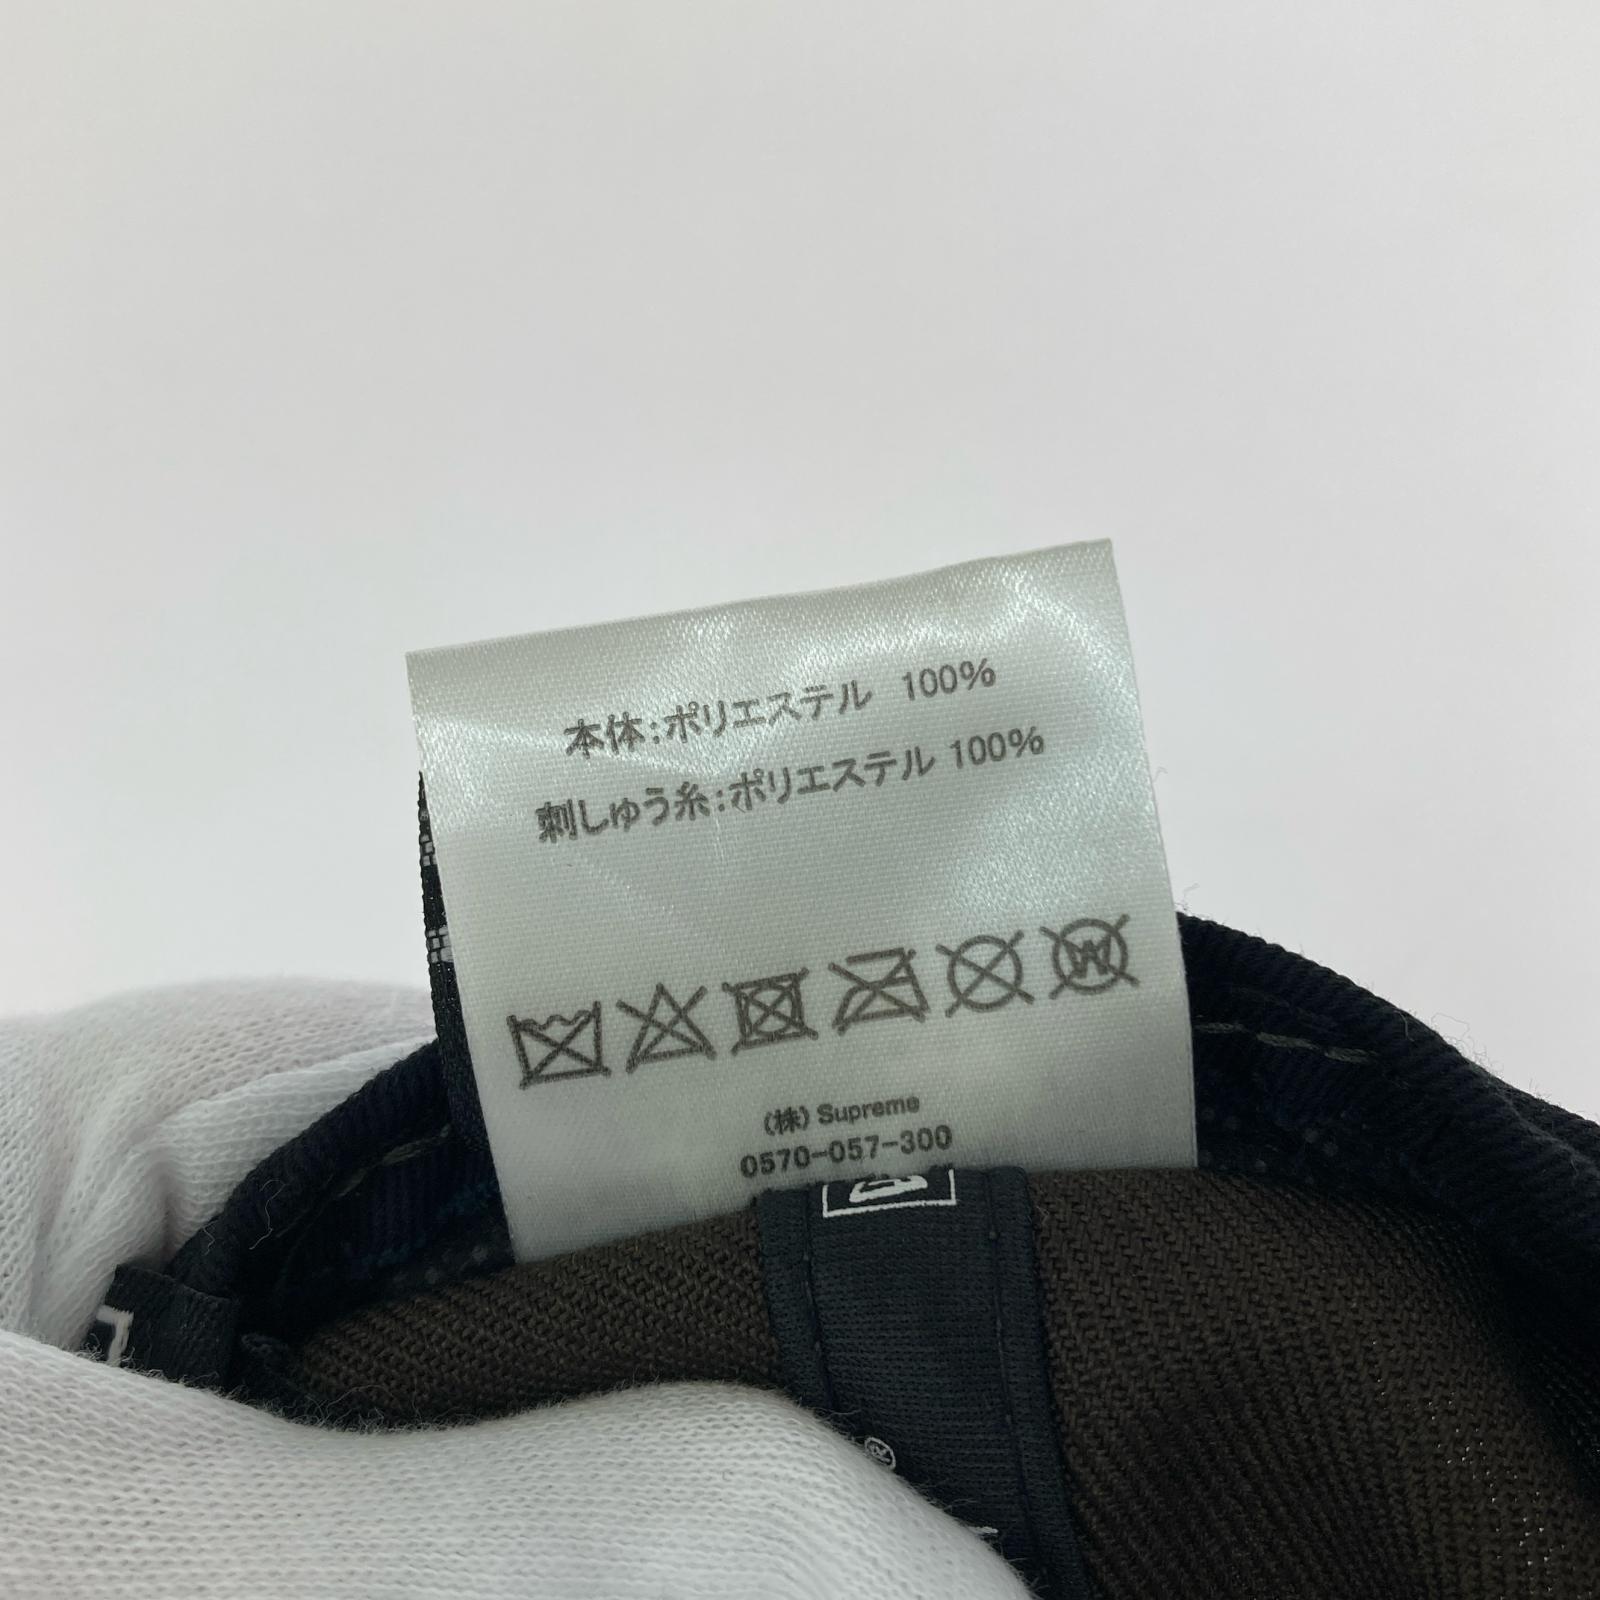 本体:ポリエステル 100%
刺しゅう糸:ポリエステル 100%
(株) Supreme
0570-057-300
®